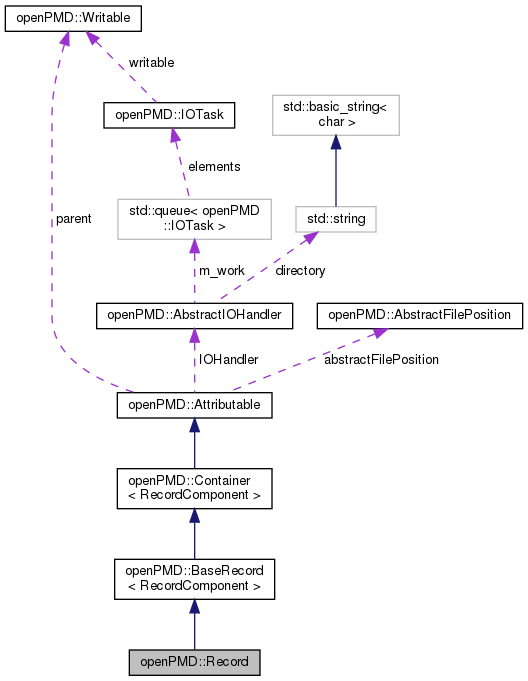 openPMD::Writable
writable
openPMD::IOTask
std::basic_string<
char >
elements
parent
std::queue< openPMD
::IOTask >
std::string
m_work
directory
openPMD::AbstractIOHandler
openPMD::AbstractFilePosition
IOHandler
abstractFilePosition
openPMD::Attributable
openPMD::Container
< RecordComponent >
openPMD::BaseRecord
< RecordComponent >
openPMD::Record